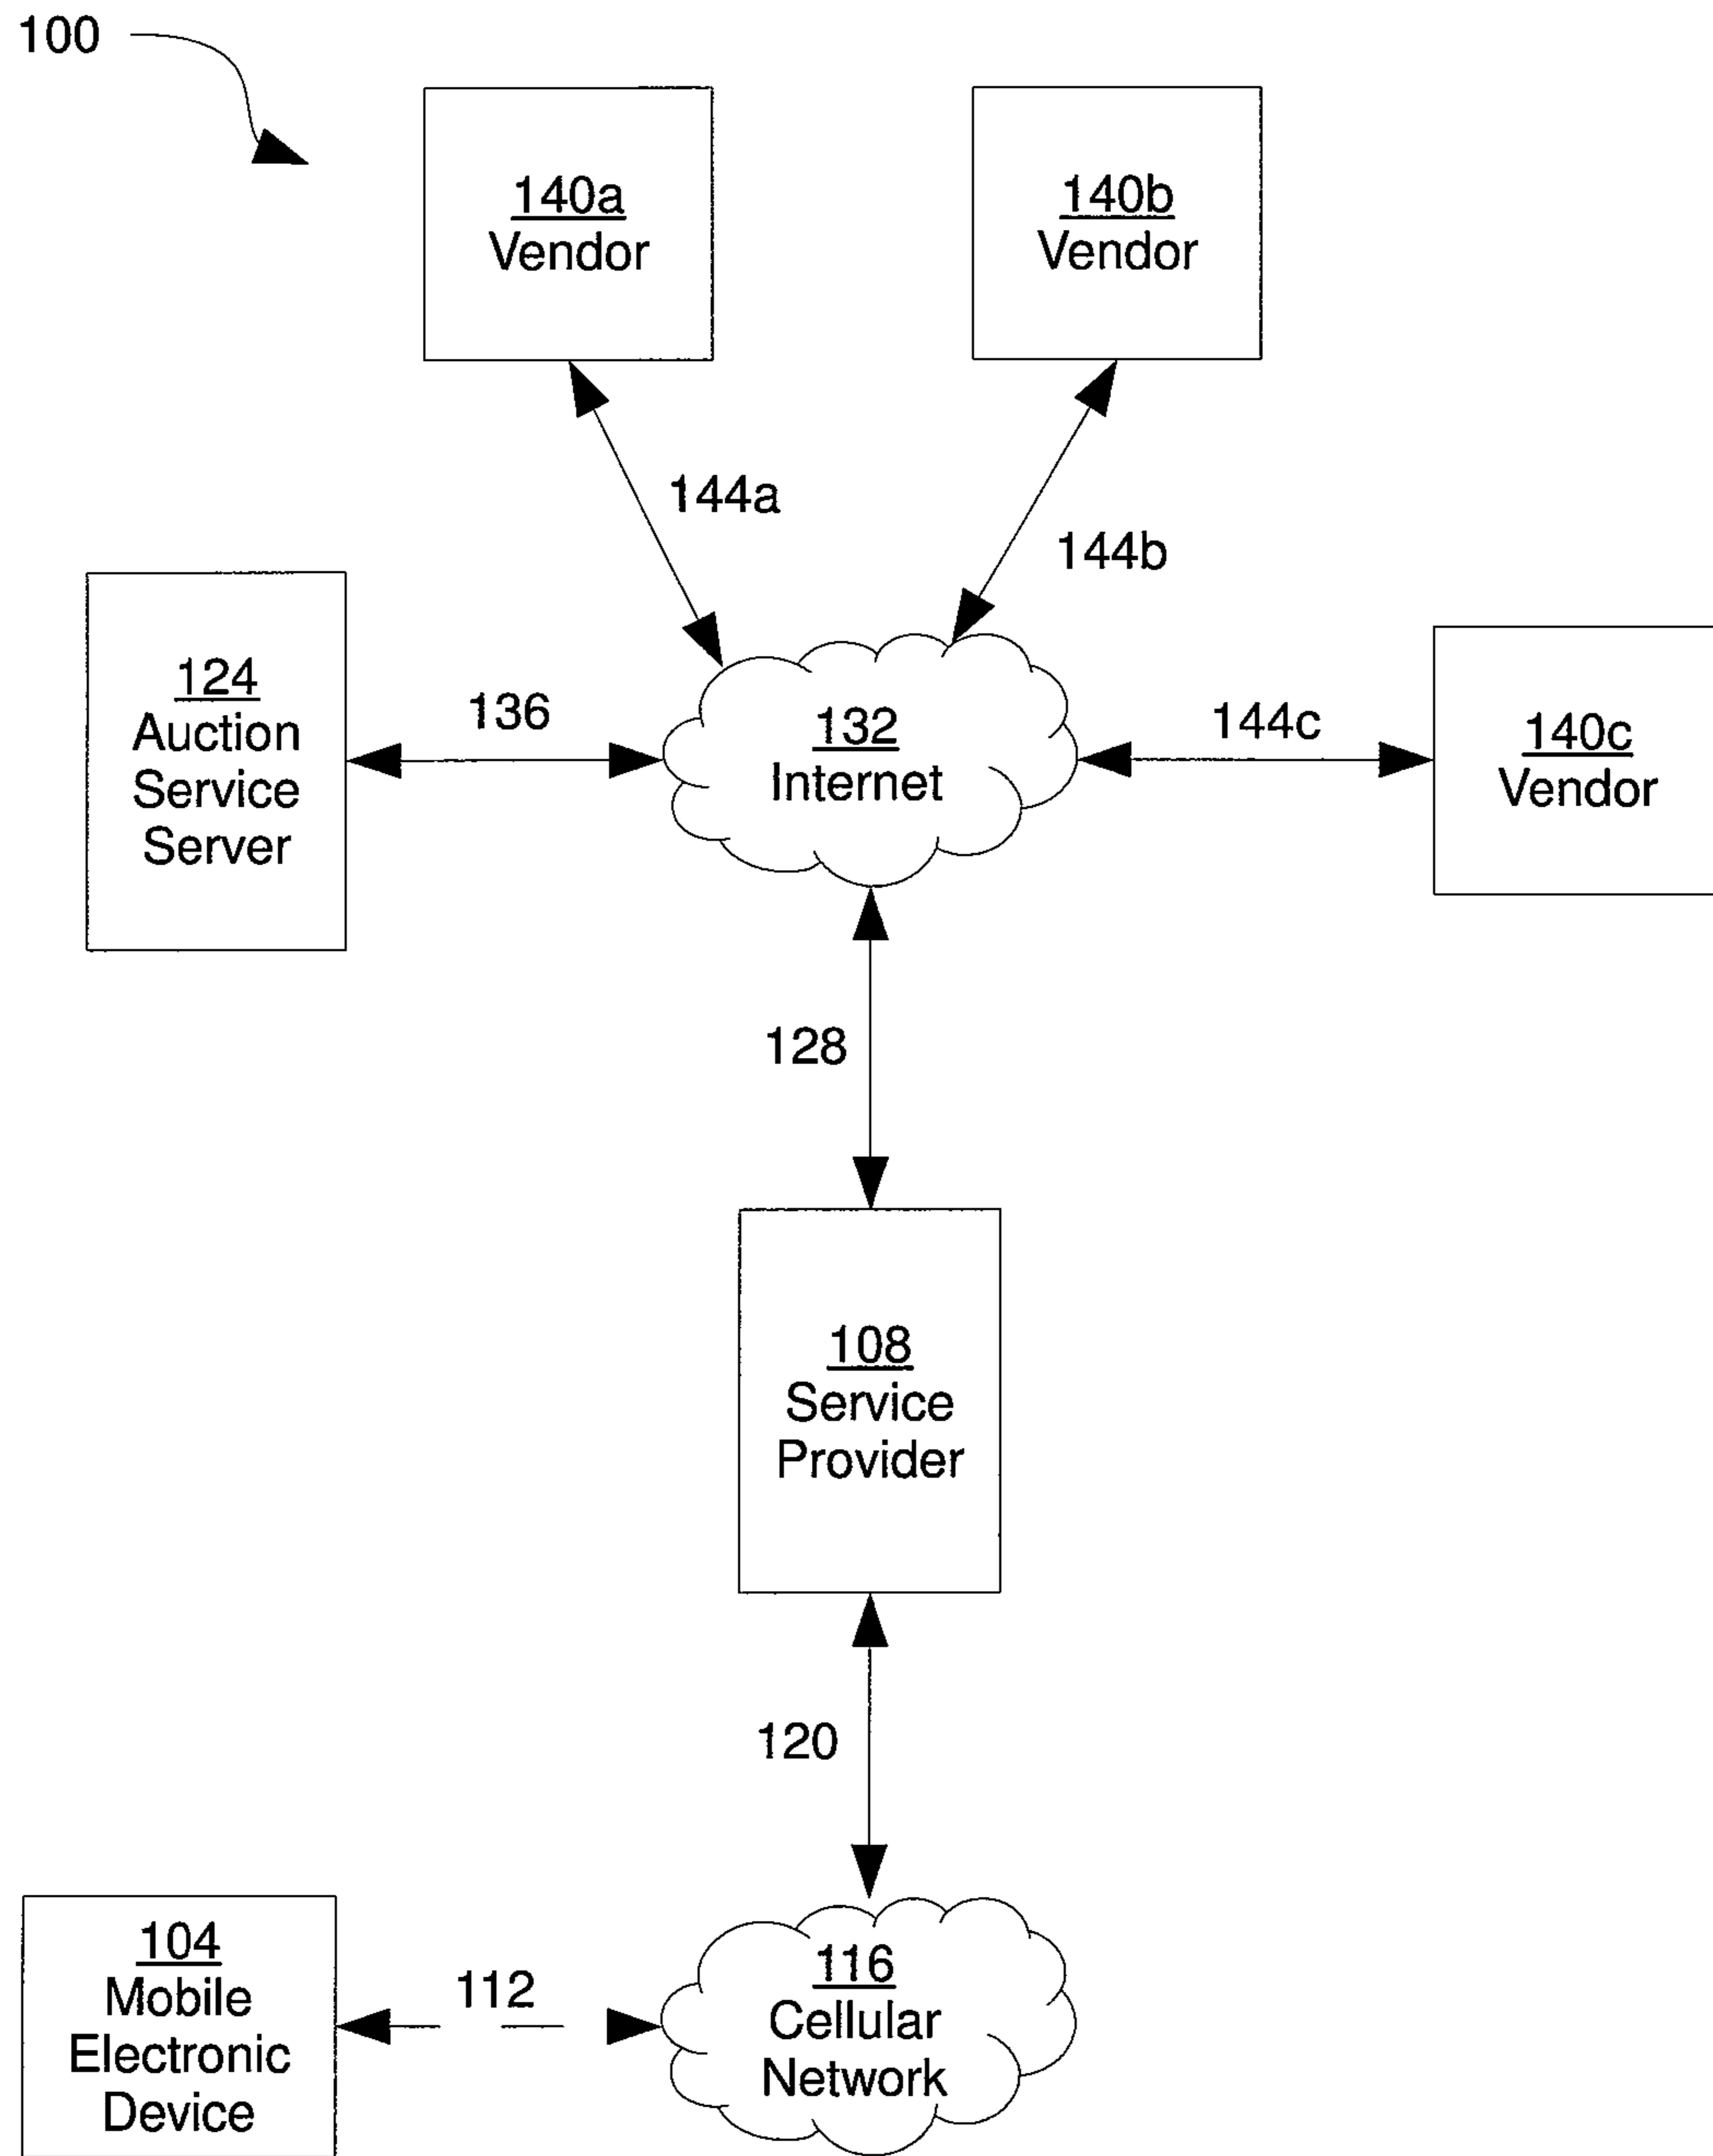 100
140a
Vendor
140b
Vendor
144a
144b
124
Auction
Service
Server
136
132
Internet
144c
140c
Vendor
128
108
Service
Provider
120
104
Mobile
Electronic
Device
112
116
Cellular
Network